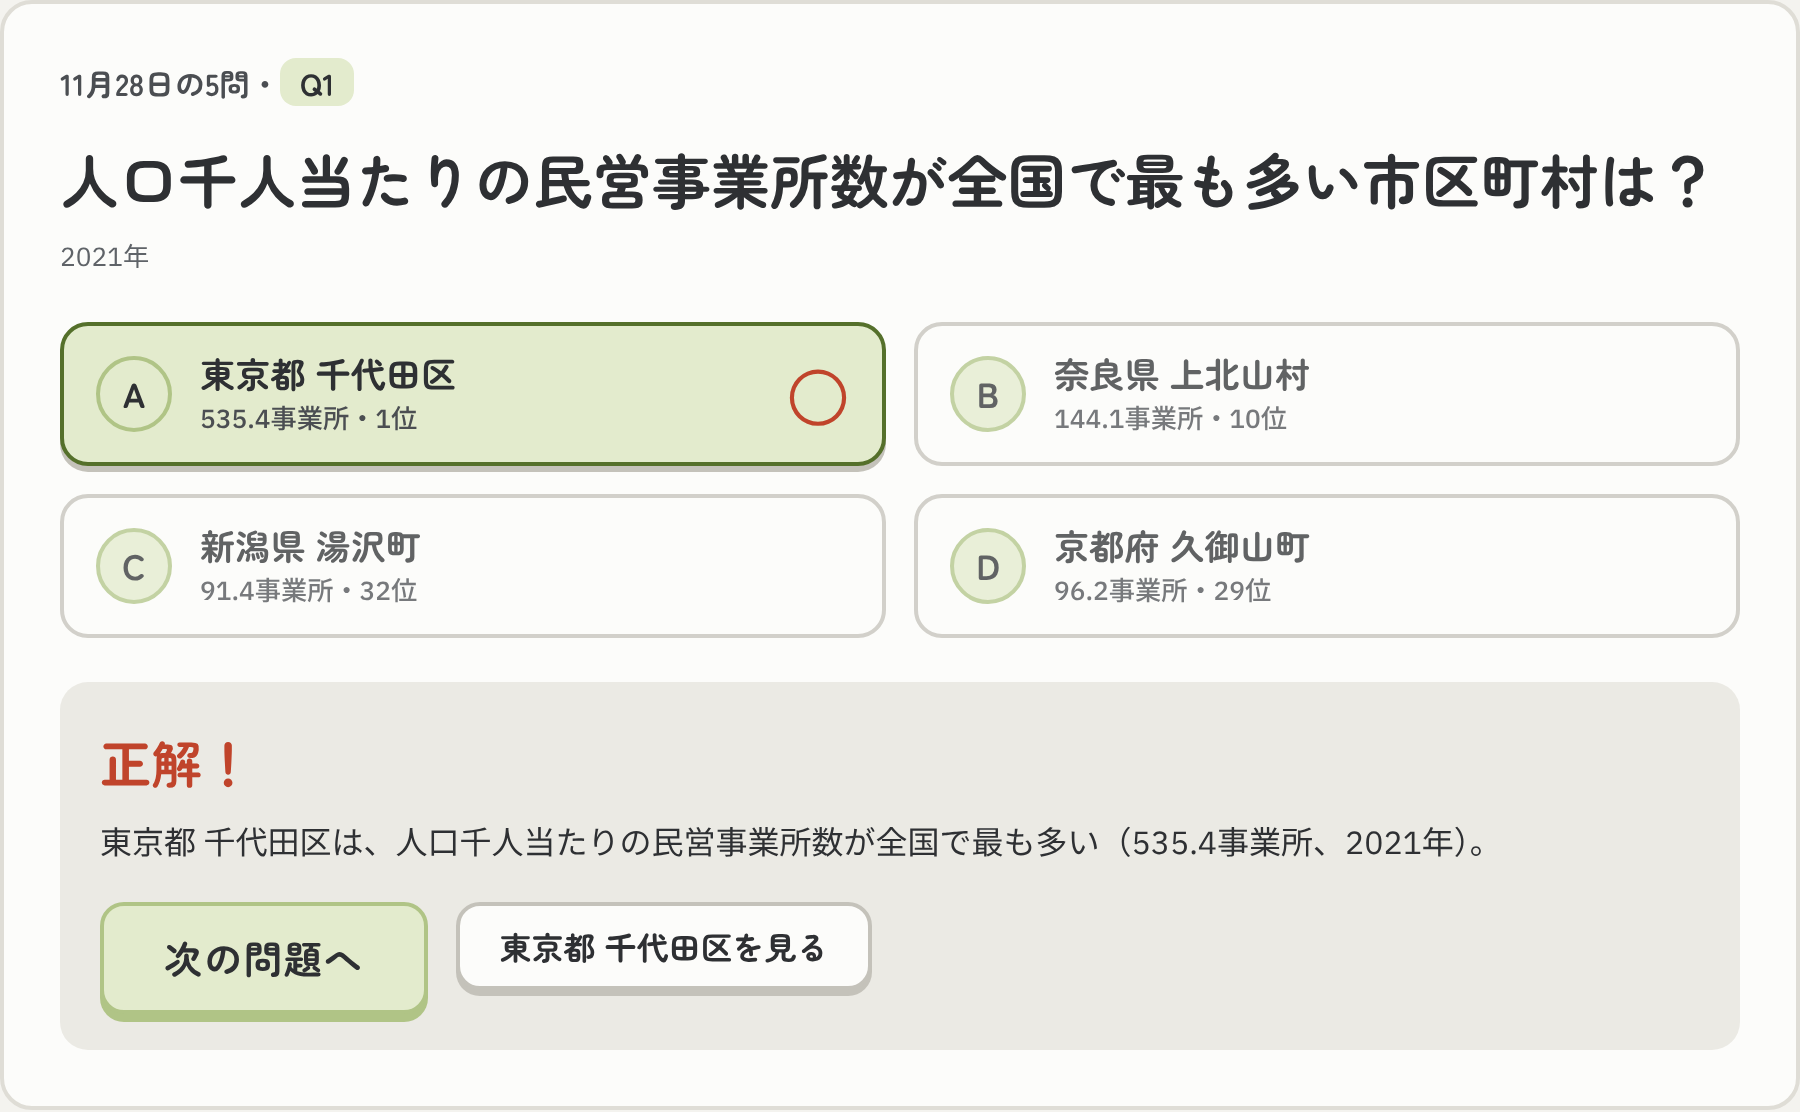 11月28日の5問・ Q1
人口千人当たりの民営事業所数が全国で最も多い市区町村は？
2021年
A
東京都 千代田区
535.4事業所・1位
B
奈良県 上北山村
144.1事業所・10位
C
新潟県 湯沢町
91.4事業所・32位
D
京都府 久御山町
96.2事業所・29位
正解！
東京都 千代田区は、人口千人当たりの民営事業所数が全国で最も多い（535.4事業所、2021年）。
次の問題へ
東京都 千代田区を見る